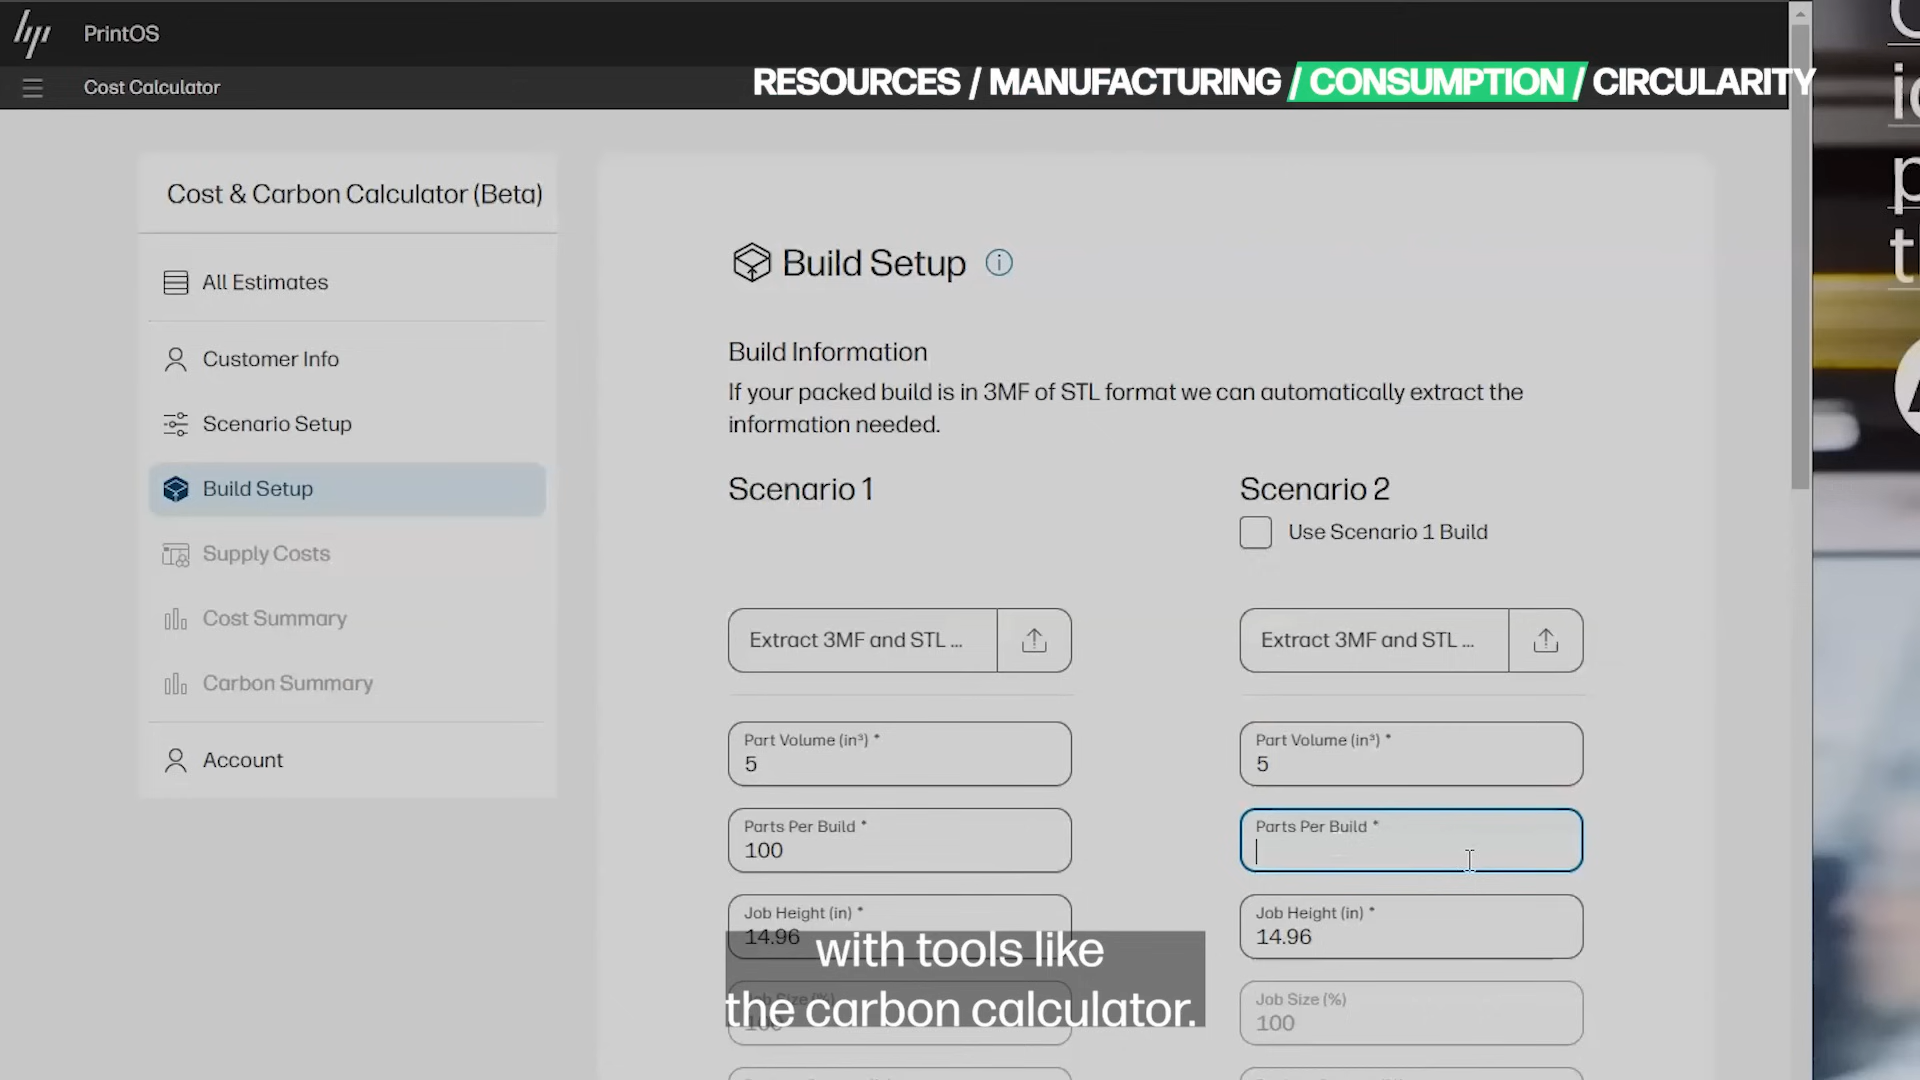 hp
PrintOS
Cost Calculator
RESOURCES / MANUFACTURING / CONSUMPTION / CIRCULARITY
Cost & Carbon Calculator (Beta)
All Estimates
Customer Info
Scenario Setup
Build Setup
Supply Costs
Cost Summary
Carbon Summary
Account
Build Setup
Build Information
If your packed build is in 3MF of STL format we can automatically extract the
information needed.
Scenario 1
Scenario 2
Use Scenario 1 Build
Extract 3MF and STL ...
Extract 3MF and STL ...
Part Volume (in³) *
5
Part Volume (in³) *
5
Parts Per Build *
100
Parts Per Build *
Job Height (in) *
14.96
Job Height (in) *
14.96
Job Size (%)
100
Job Size (%)
100
with tools like
the carbon calculator.